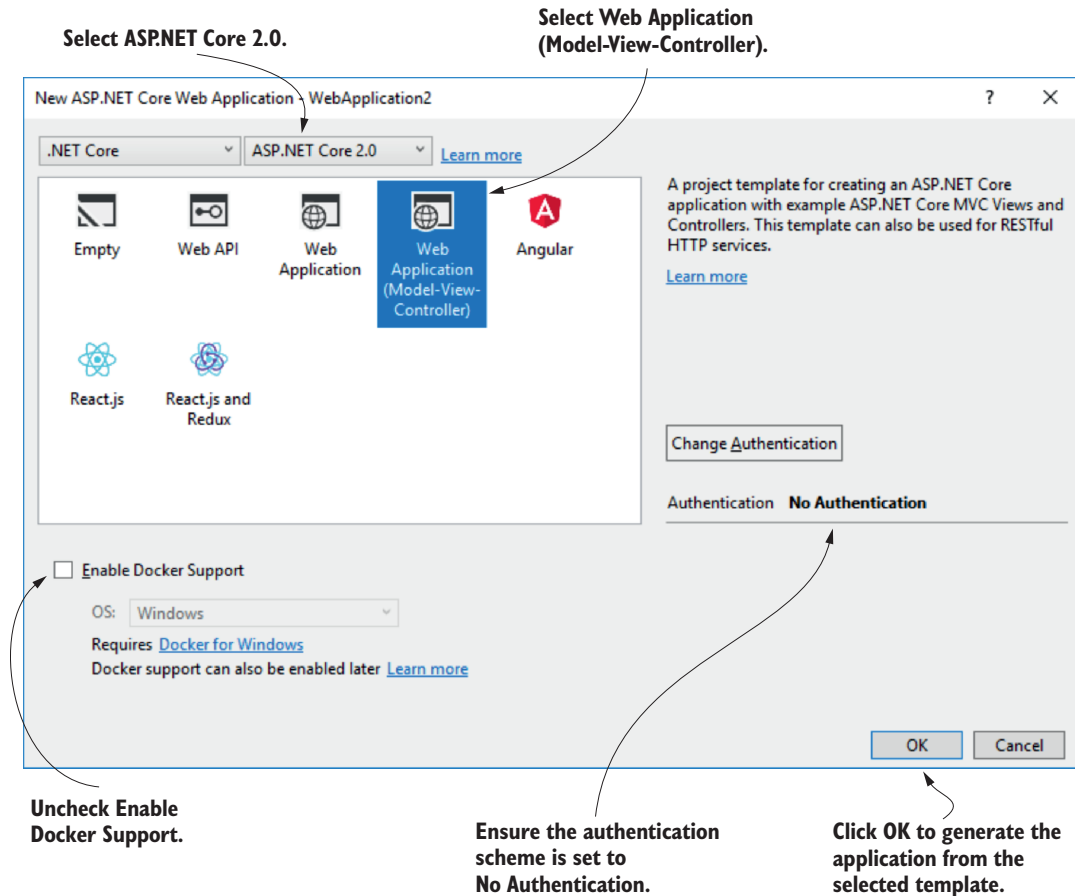 Select ASP.NET Core 2.0.
Select Web Application
(Model-View-Controller).
New ASP.NET Core Web Application - WebApplication2
?
.NET Core
ASP.NET Core 2.0
Learn more
Empty
Web API
Web
Application
Web
Application
(Model-View-
Controller)
Angular
React.js
React.js and
Redux
A project template for creating an ASP.NET Core
application with example ASP.NET Core MVC Views and
Controllers. This template can also be used for RESTful
HTTP services.
Learn more
Change Authentication
Authentication No Authentication
Enable Docker Support
OS: Windows
Requires Docker for Windows
Docker support can also be enabled later Learn more
OK
Cancel
Uncheck Enable
Docker Support.
Ensure the authentication
scheme is set to
No Authentication.
Click OK to generate the
application from the
selected template.